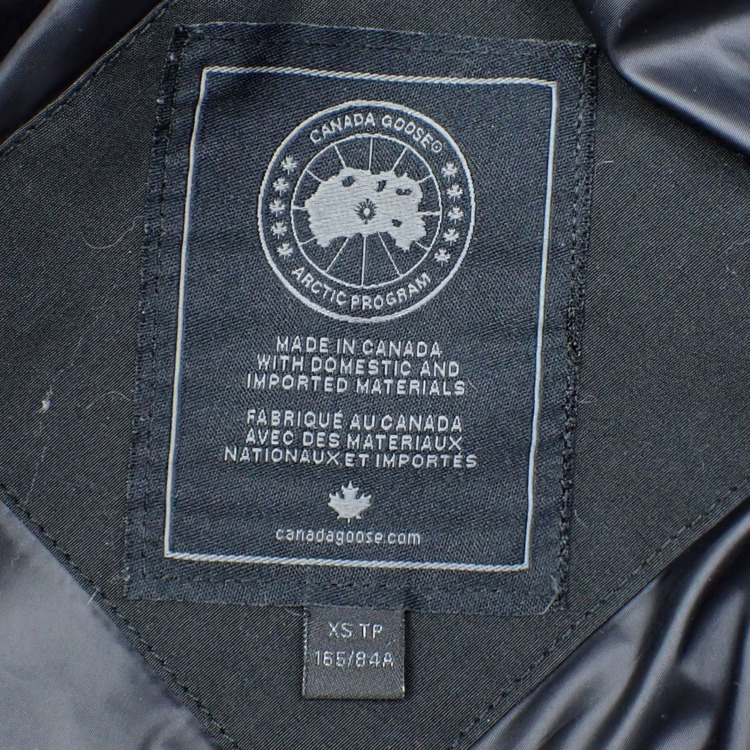 CANADA GOOSE®
ARCTIC PROGRAM
MADE IN CANADA
WITH DOMESTIC AND
IMPORTED MATERIALS
FABRIQUÉ AU CANADA
AVEC DES MATERIAUX
NATIONAUX ET IMPORTÉS
canadagoose.com
XS TP
165/84A